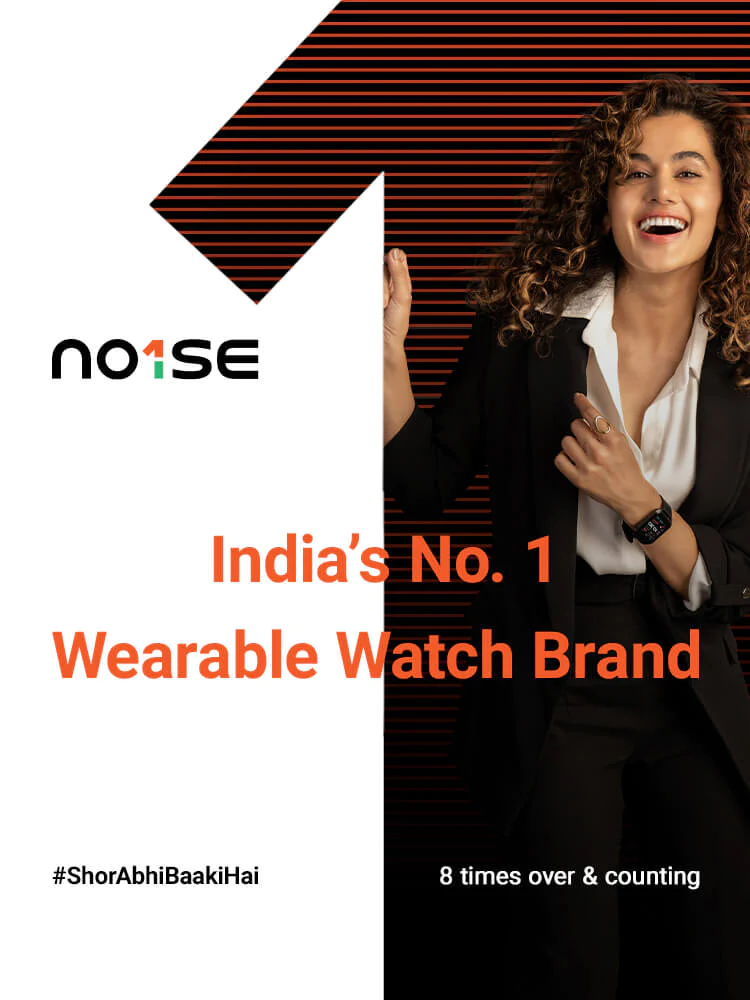 no1se
India's No. 1
Wearable Watch Brand
#ShorAbhiBaakiHai
8 times over & counting